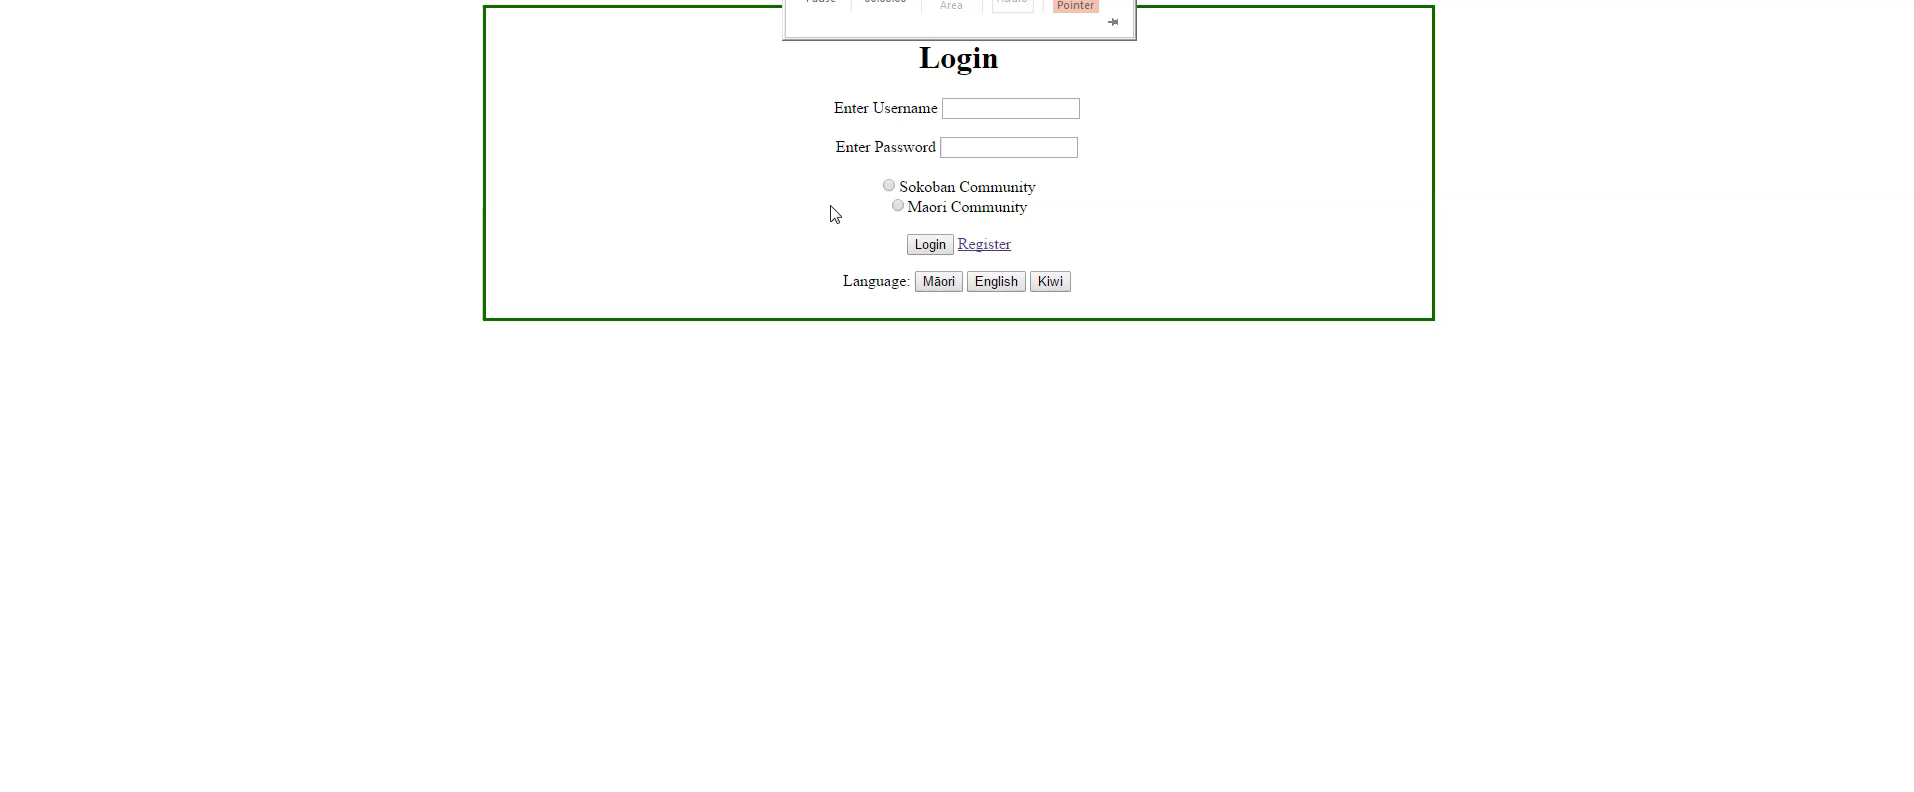 Area Pointer
Login
Enter Username
Enter Password
Sokoban Community
Maori Community
Login Register
Language: Māori English Kiwi